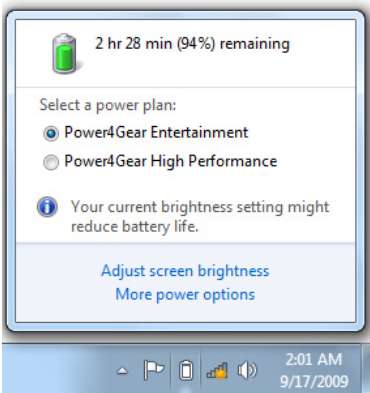 2 hr 28 min (94%) remaining
Select a power plan:
Power4Gear Entertainment
Power4Gear High Performance
Your current brightness setting might
reduce battery life.
Adjust screen brightness
More power options
2:01 AM
9/17/2009